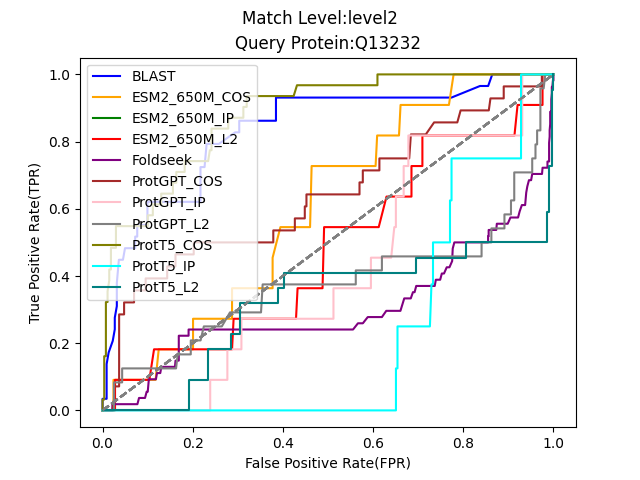 Match Level:level2
Query Protein:Q13232
True Positive Rate(TPR)
1.0
0.8
0.6
0.4
0.2
0.0
BLAST
ESM2_650M_COS
ESM2_650M_IP
ESM2_650M_L2
Foldseek
ProtGPT_COS
ProtGPT_IP
ProtGPT_L2
ProtT5_COS
ProtT5_IP
ProtT5_L2
0.0 0.2 0.4 0.6 0.8 1.0
False Positive Rate(FPR)